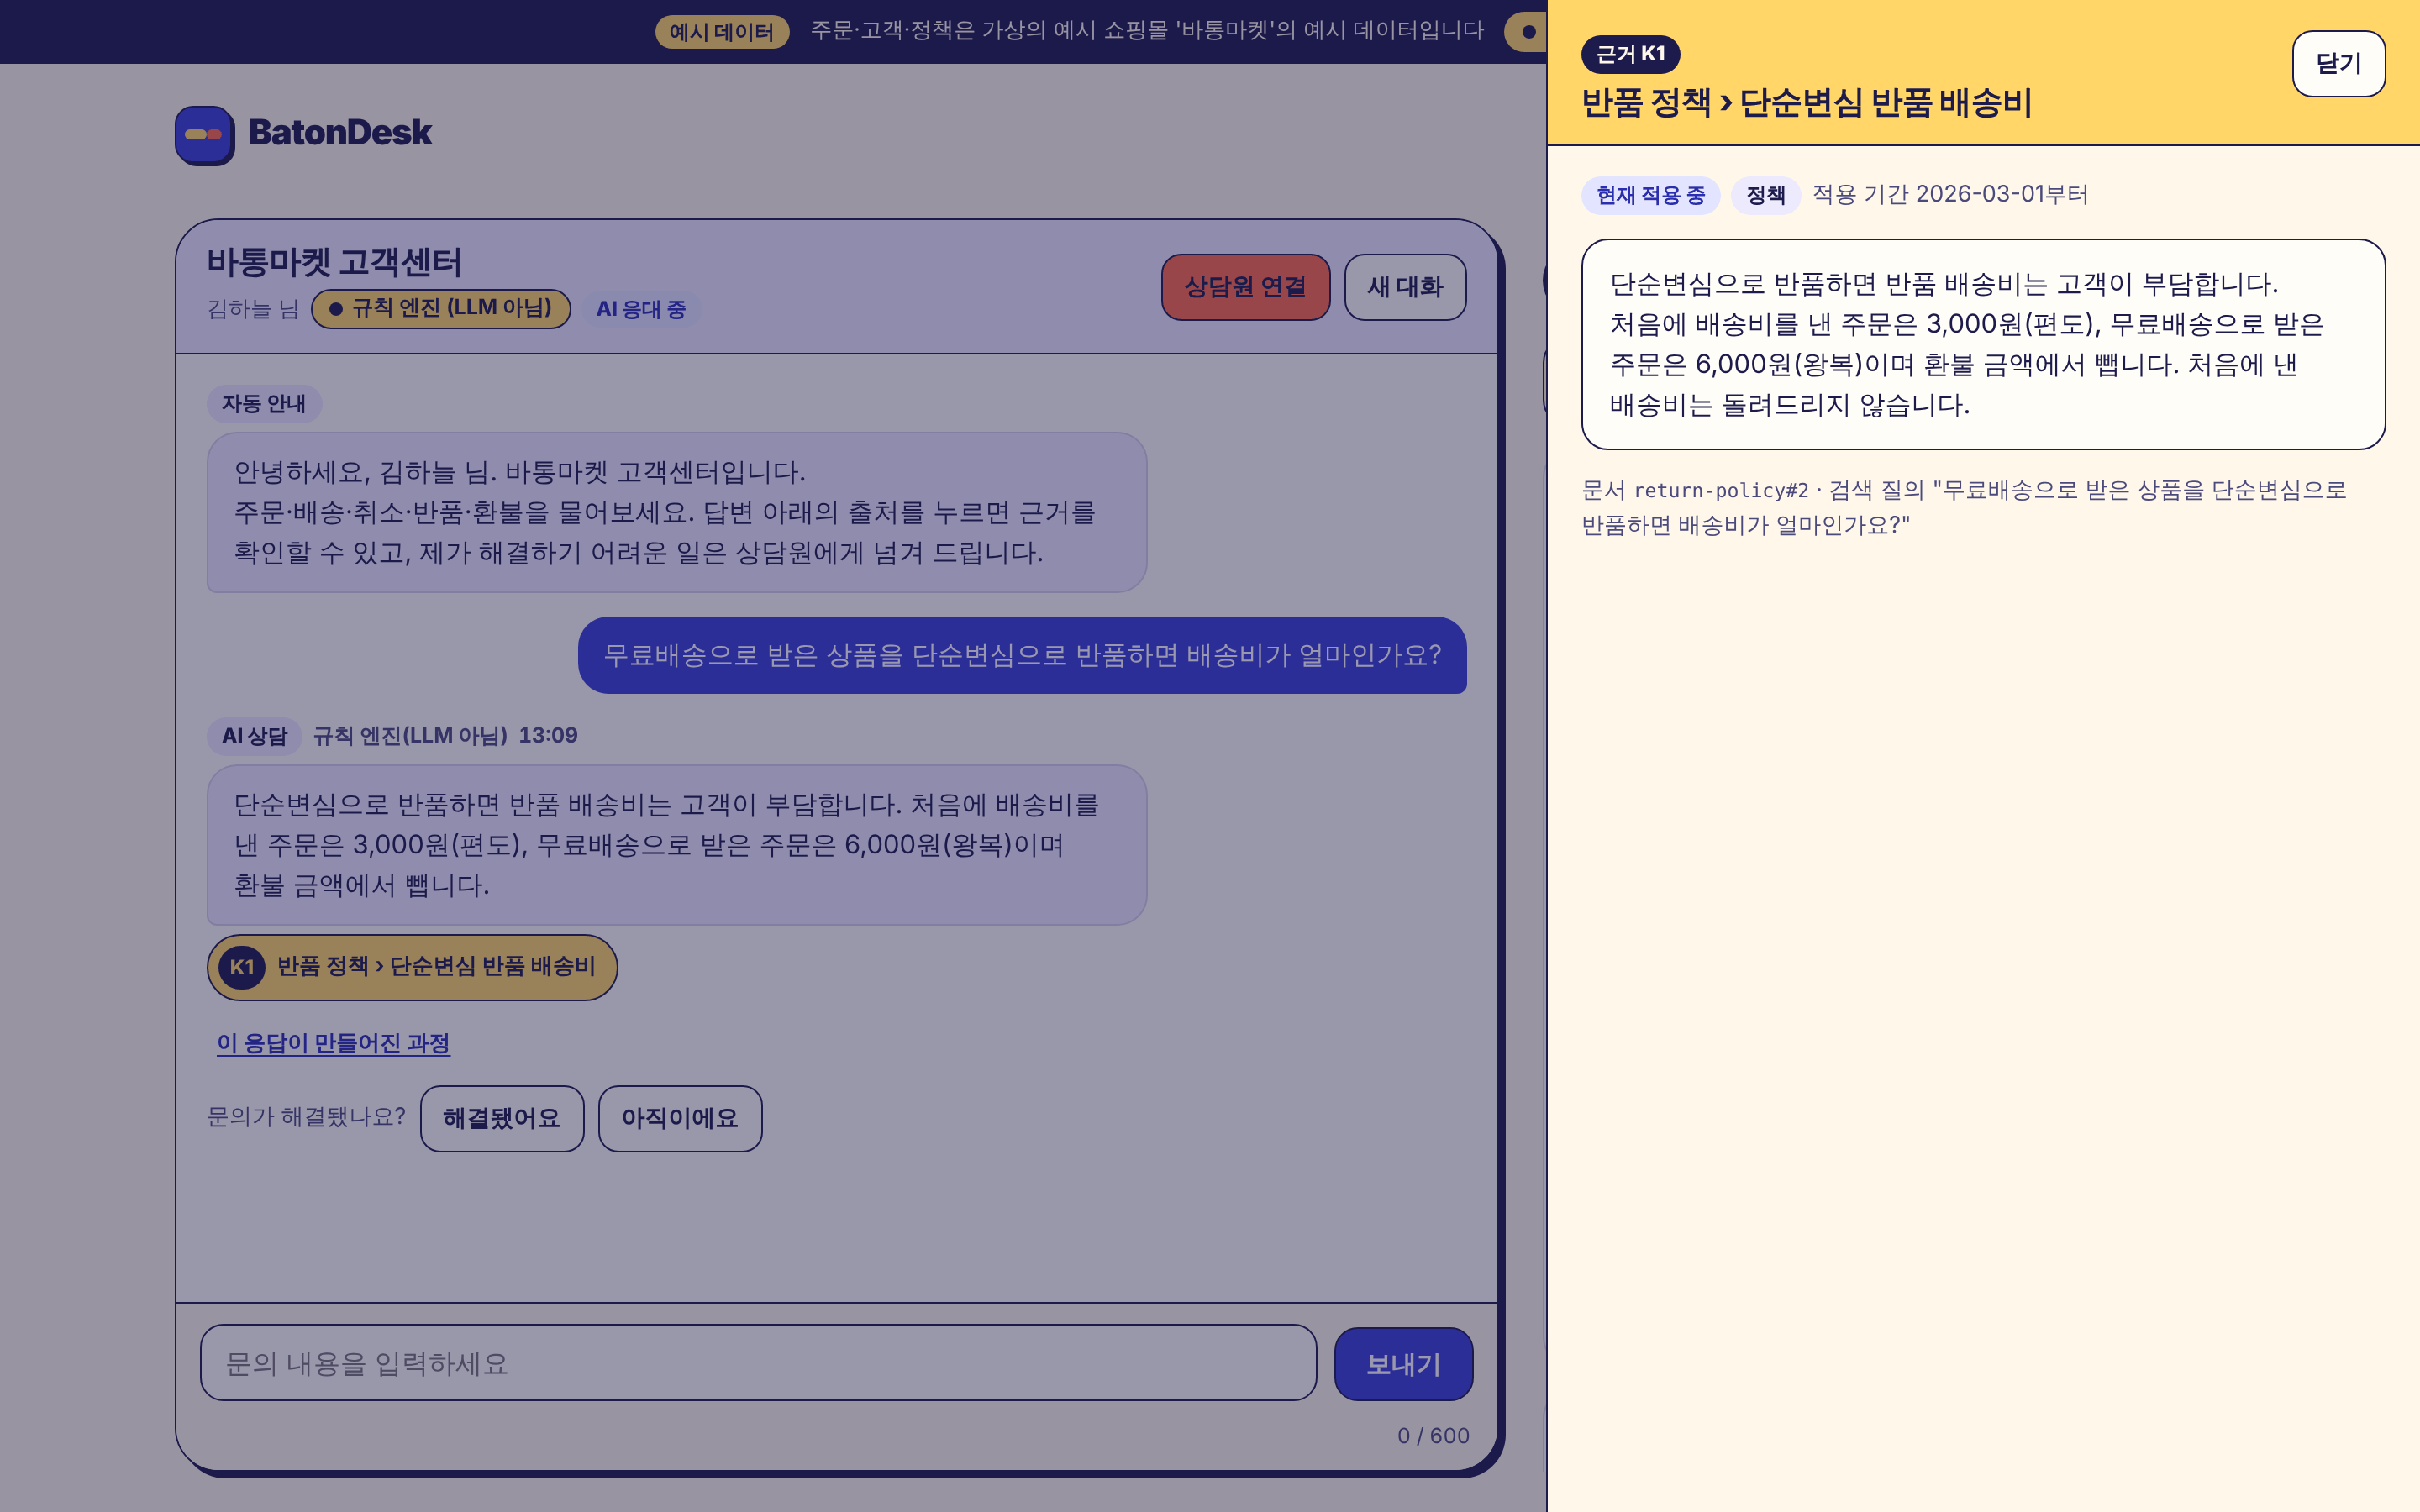 예시 데이터 주문·고객·정책은 가상의 예시 쇼핑몰 '바통마켓'의 예시 데이터입니다
BatonDesk
바통마켓 고객센터
김하늘 님 규칙 엔진 (LLM 아님) AI 응대 중
상담원 연결 새 대화
자동 안내
안녕하세요, 김하늘 님. 바통마켓 고객센터입니다.
주문·배송·취소·반품·환불을 물어보세요. 답변 아래의 출처를 누르면 근거를
확인할 수 있고, 제가 해결하기 어려운 일은 상담원에게 넘겨 드립니다.
무료배송으로 받은 상품을 단순변심으로 반품하면 배송비가 얼마인가요?
AI 상담 규칙 엔진(LLM 아님) 13:09
단순변심으로 반품하면 반품 배송비는 고객이 부담합니다. 처음에 배송비를
낸 주문은 3,000원(편도), 무료배송으로 받은 주문은 6,000원(왕복)이며
환불 금액에서 뺍니다.
K1 반품 정책 › 단순변심 반품 배송비
이 응답이 만들어진 과정
문의가 해결됐나요? 해결됐어요 아직이에요
문의 내용을 입력하세요 보내기
0 / 600
근거 K1
반품 정책 › 단순변심 반품 배송비
닫기
현재 적용 중 정책 적용 기간 2026-03-01부터
단순변심으로 반품하면 반품 배송비는 고객이 부담합니다.
처음에 배송비를 낸 주문은 3,000원(편도), 무료배송으로 받은
주문은 6,000원(왕복)이며 환불 금액에서 뺍니다. 처음에 낸
배송비는 돌려드리지 않습니다.
문서 return-policy#2 · 검색 질의 "무료배송으로 받은 상품을 단순변심으로
반품하면 배송비가 얼마인가요?"